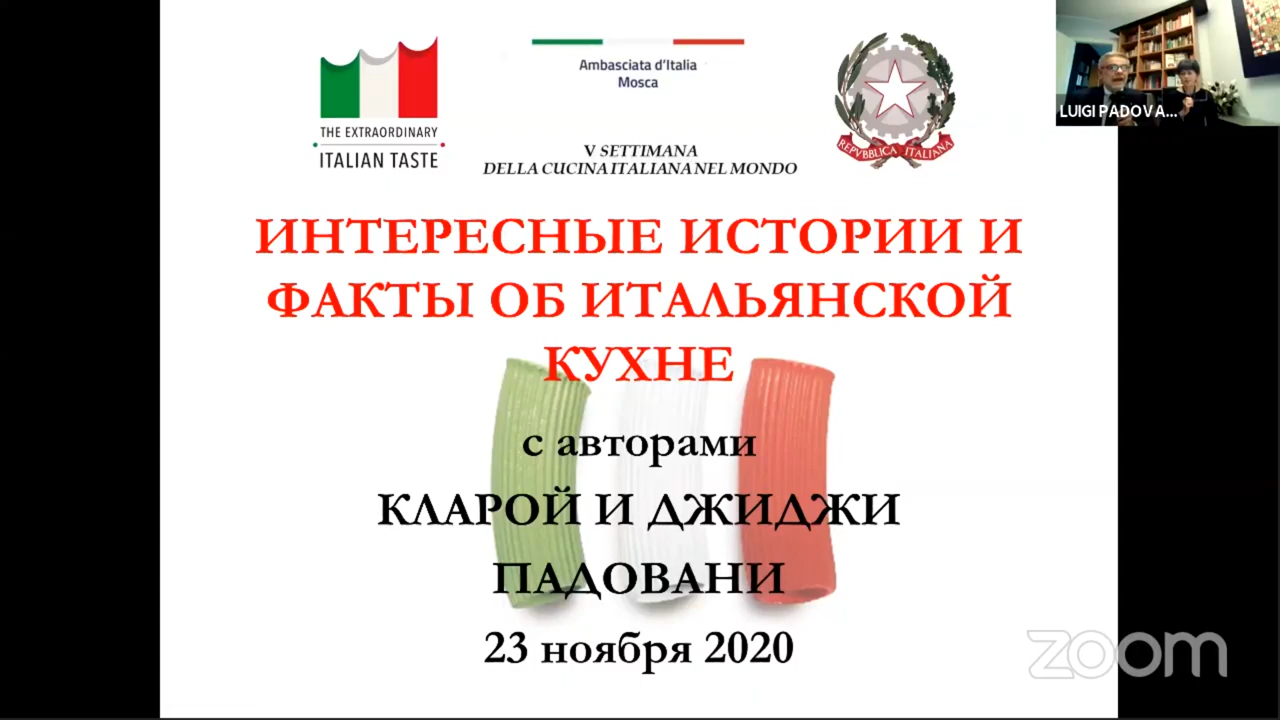 THE EXTRAORDINARY
ITALIAN TASTE
Ambasciata d'Italia
Mosca
V SETTIMANA
DELLA CUCINA ITALIANA NEL MONDO
REPVBBLICA ITALIANA
LUIGI PADOVA...
ИНТЕРЕСНЫЕ ИСТОРИИ И
ФАКТЫ ОБ ИТАЛЬЯНСКОЙ
КУХНЕ
с авторами
КЛАРОЙ И ДЖИДЖИ
ПАДОВАНИ
23 ноября 2020
zoom